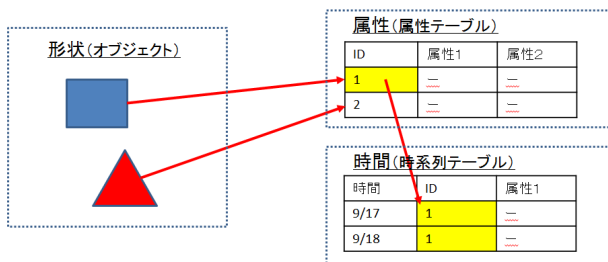 形状(オブジェクト)
属性(属性テーブル)
ID 属性1 属性2
1 ー ー
2 ー ー
時間(時系列テーブル)
時間 ID 属性1
9/17 1 ー
9/18 1 ー